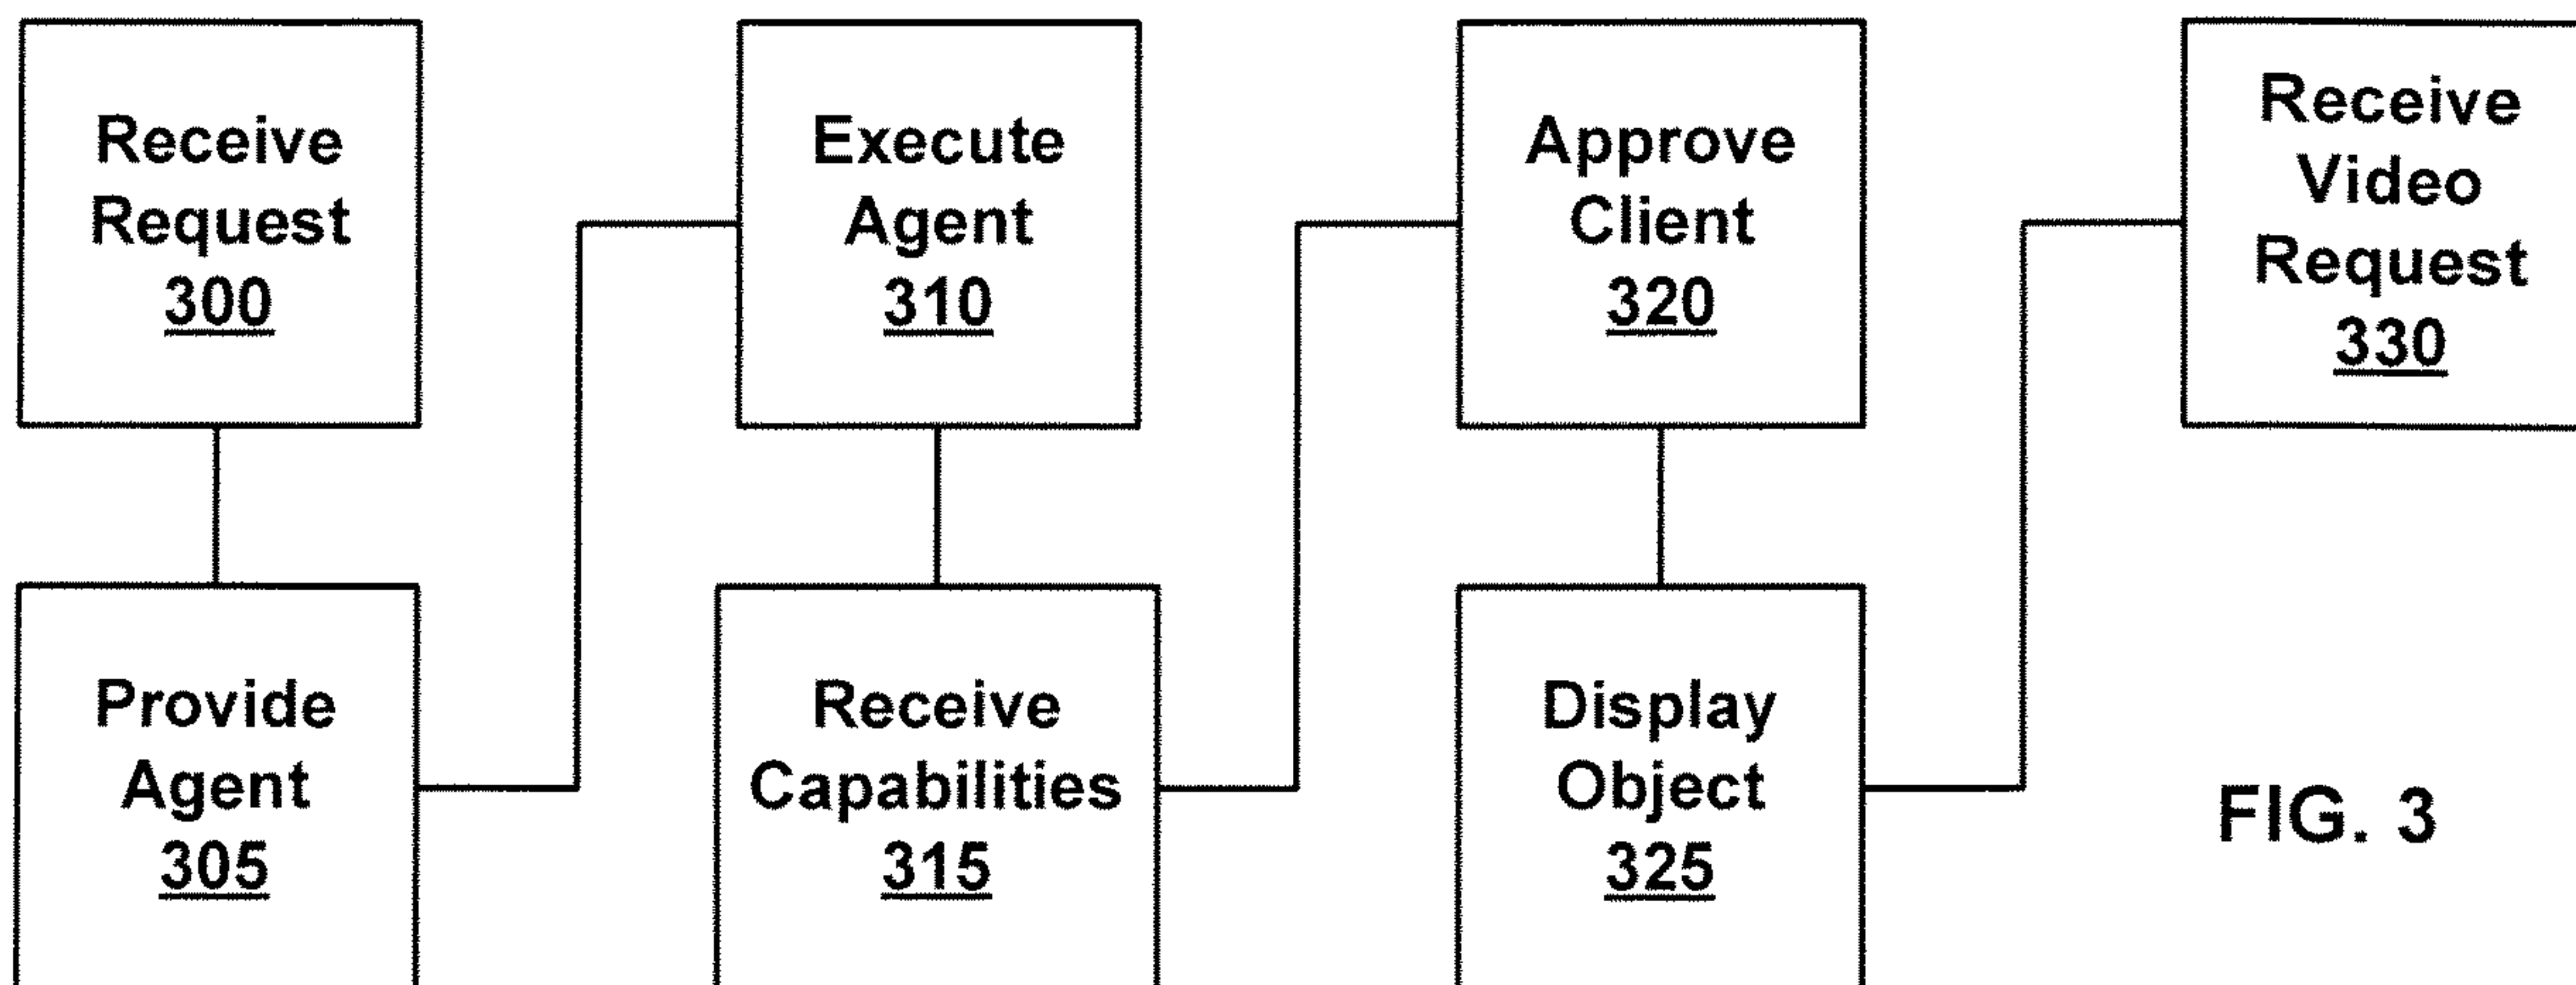 Receive
Request
300
Provide
Agent
305
Execute
Agent
310
Receive
Capabilities
315
Approve
Client
320
Display
Object
325
Receive
Video
Request
330
FIG. 3